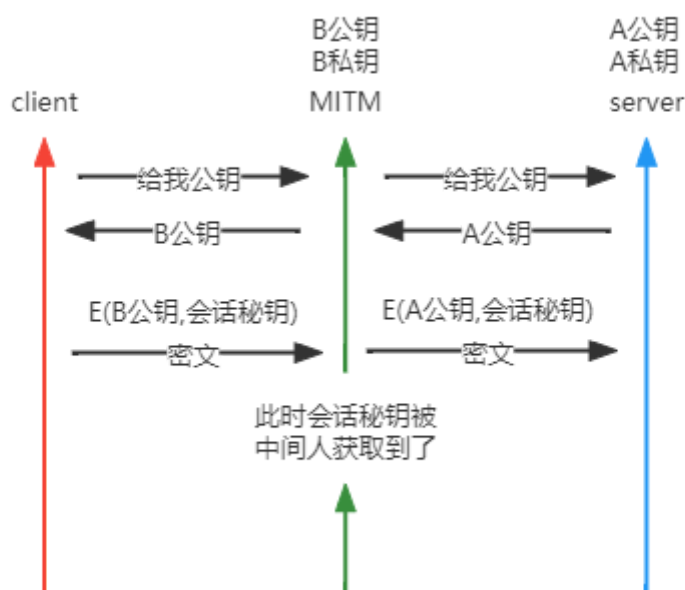 B公钥
B私钥
A公钥
A私钥
client
MITM
server
给我公钥
给我公钥
B公钥
A公钥
E(B公钥,会话秘钥)
E(A公钥,会话秘钥)
密文
密文
此时会话秘钥被
中间人获取到了